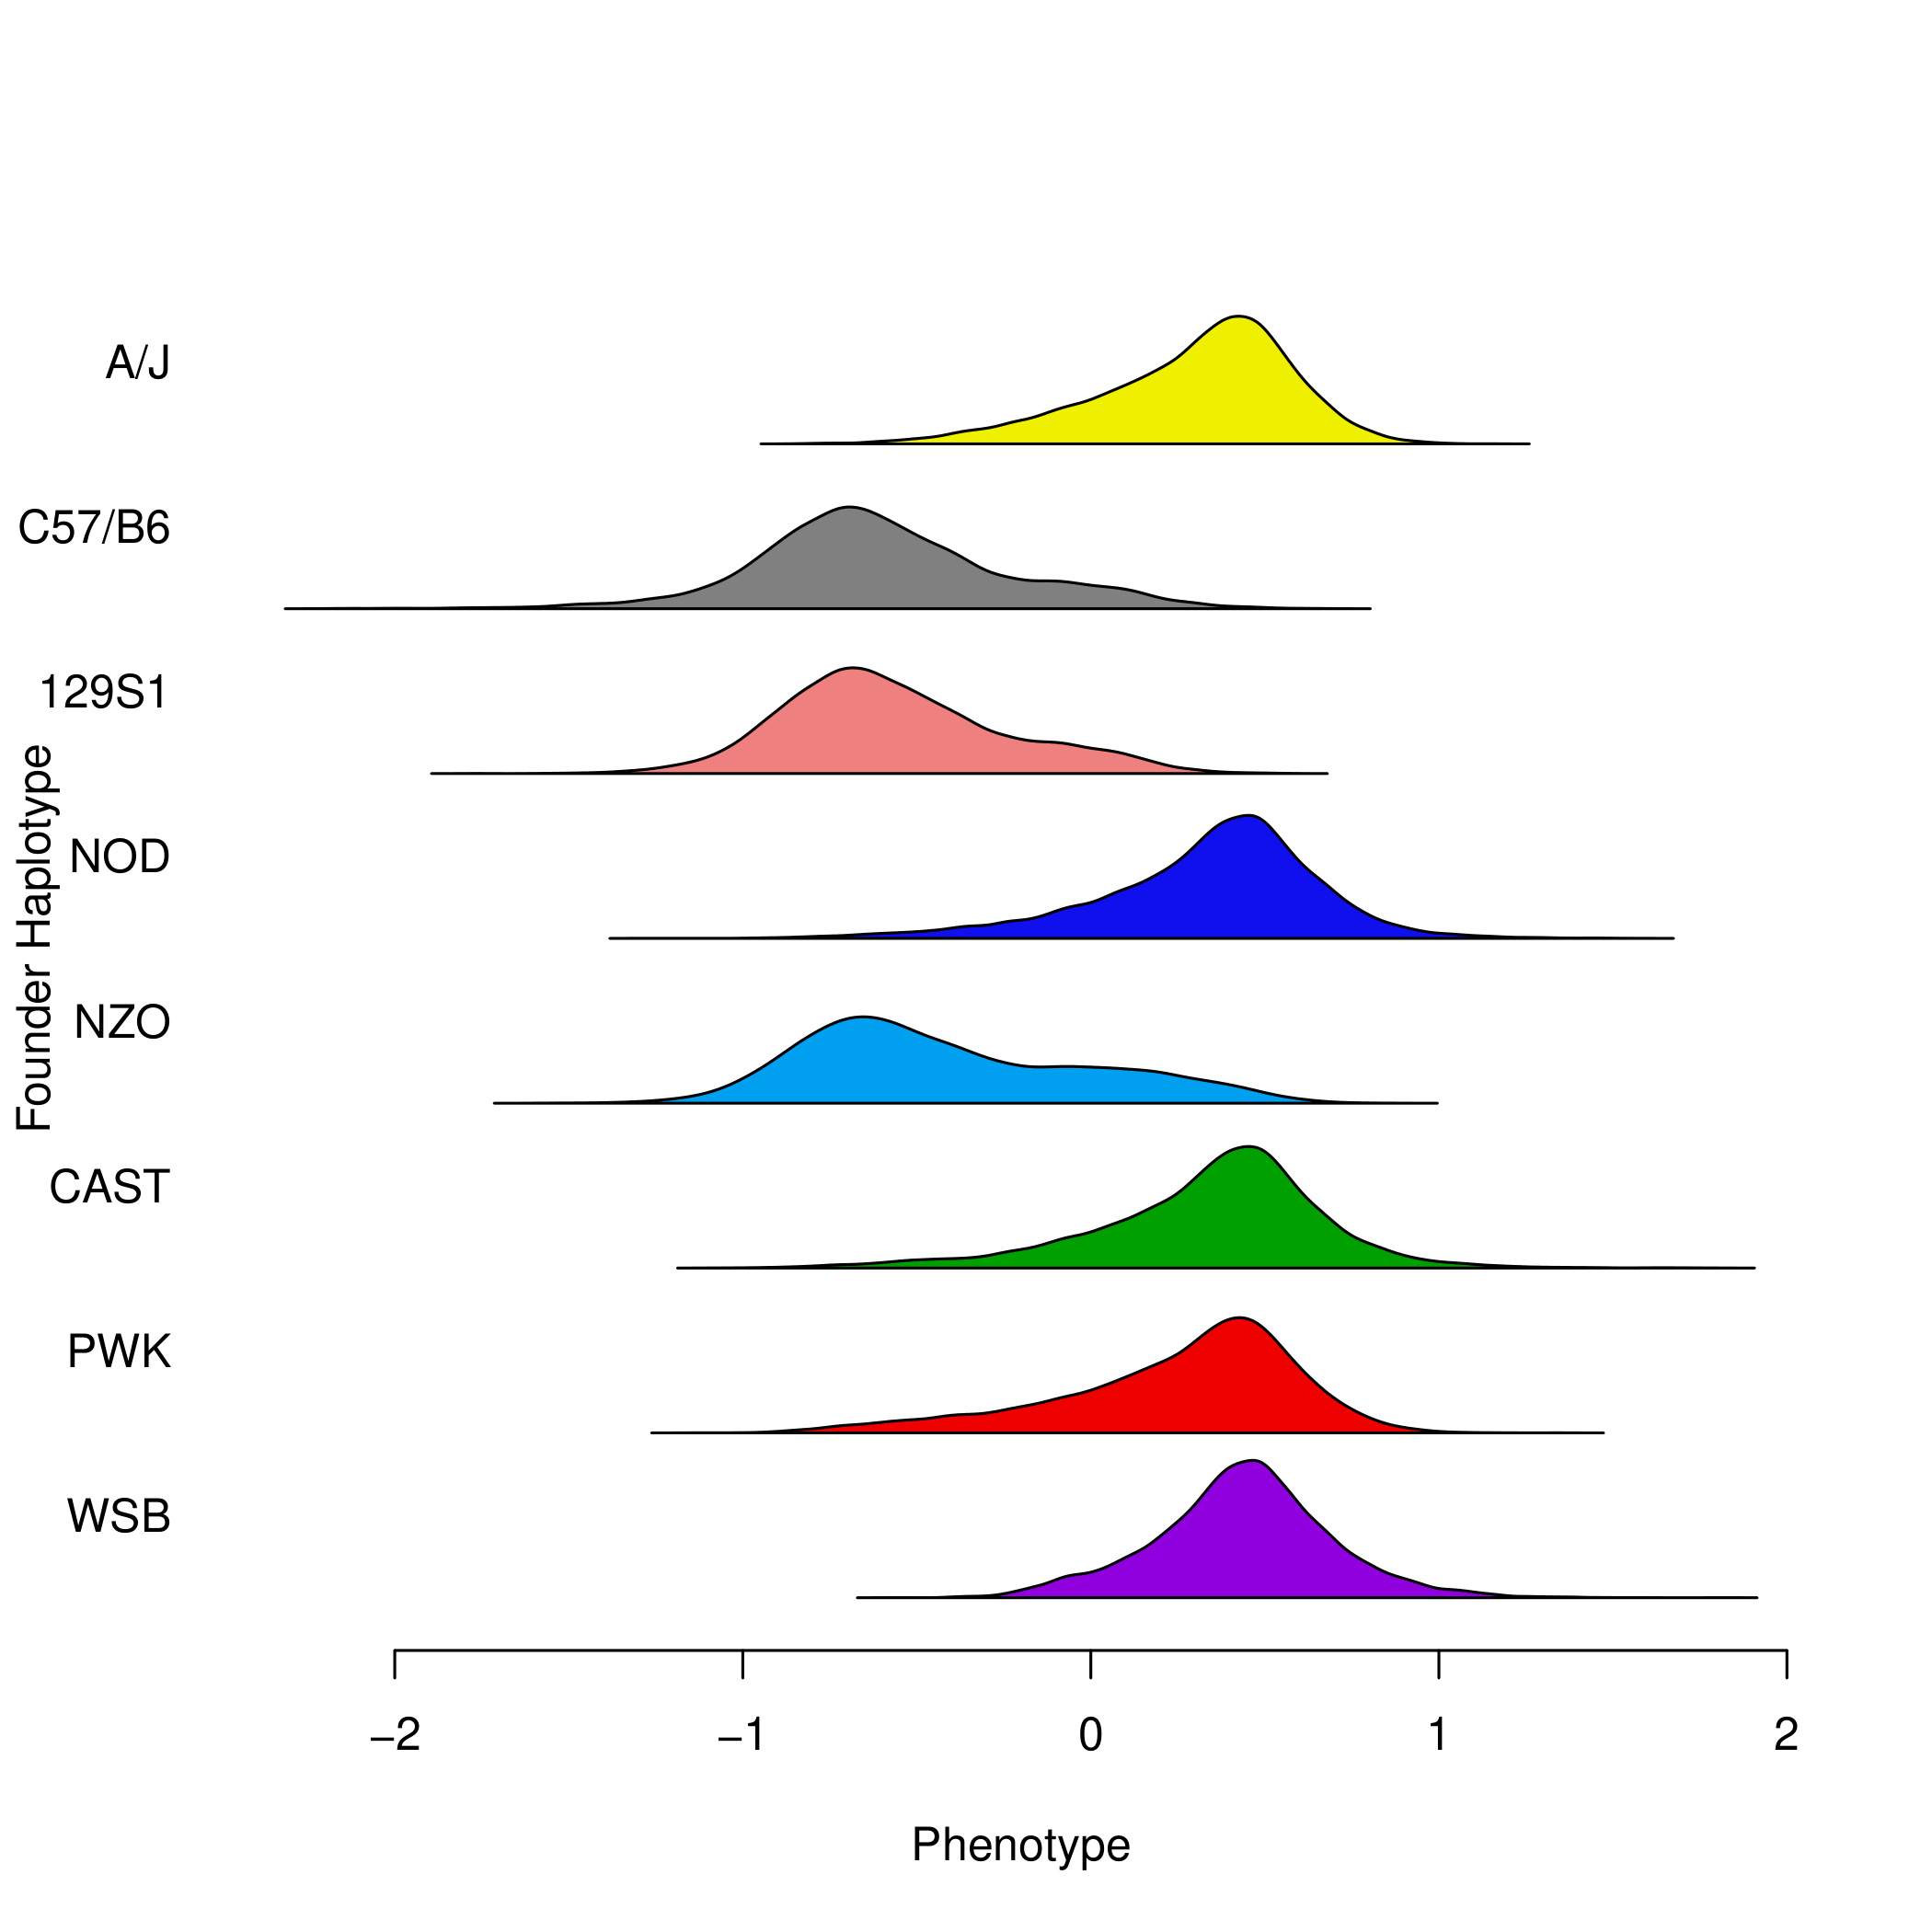 A/J
C57/B6
129S1
NOD
NZO
CAST
PWK
WSB
Founder Haplotype
−2 −1 0 1 2
Phenotype